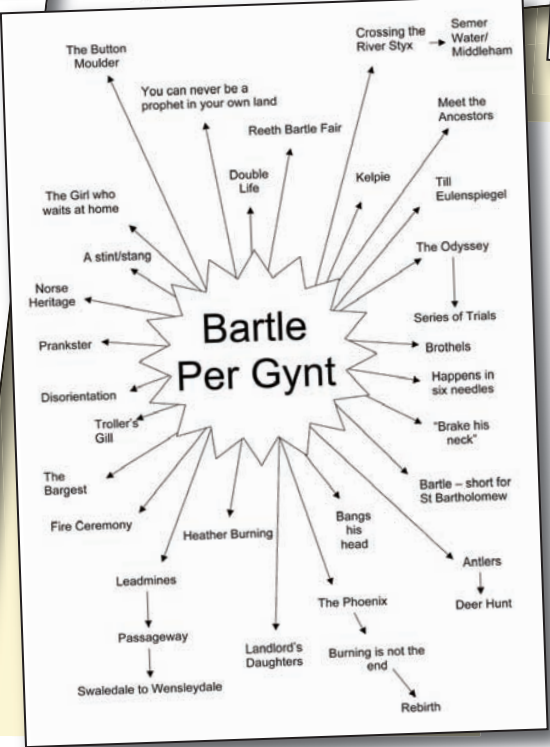 The Button
Moulder
You can never be a
prophet in your own land
Reeth Bartle Fair
Double
Life
Crossing the
River Styx
Semer
Water/
Middleham
Meet the
Ancestors
Kelpie
Till
Eulenspiegel
The Odyssey
Series of Trials
The Girl who
waits at home
A stint/stang
Norse
Heritage
Prankster
Disorientation
Troller's
Gill
The
Bargest
Fire Ceremony
Bartle
Per Gynt
Brothels
Happens in
six needles
"Brake his
neck"
Bartle – short for
St Bartholomew
Antlers
Deer Hunt
Leadmines
Passageway
Swaledale to Wensleydale
Heather Burning
Landlord's
Daughters
Bangs
his
head
The Phoenix
Burning is not the
end
Rebirth